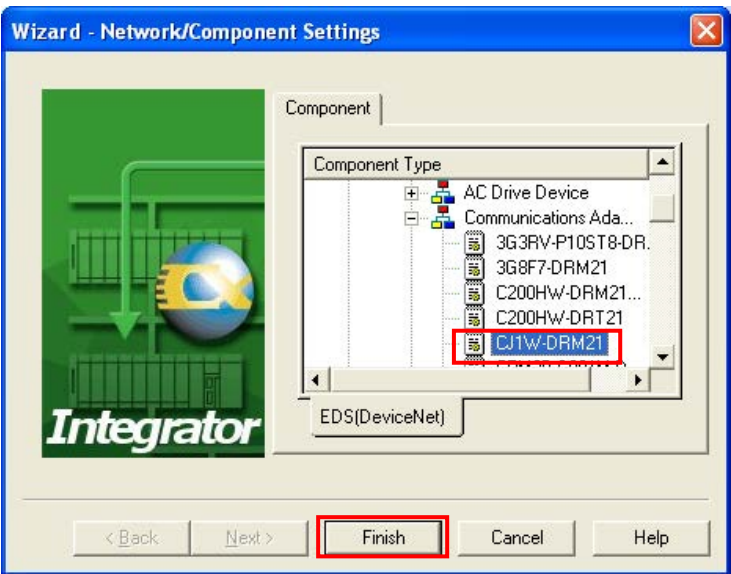 Wizard - Network/Component Settings
Component
Component Type
AC Drive Device
Communications Ada...
3G3RV-P10ST8-DR.
3G8F7-DRM21
C200HW-DRM21...
C200HW-DRT21
CJ1W-DRM21
EDS(DeviceNet)
Cx
Integrator
< Back
Next >
Finish
Cancel
Help